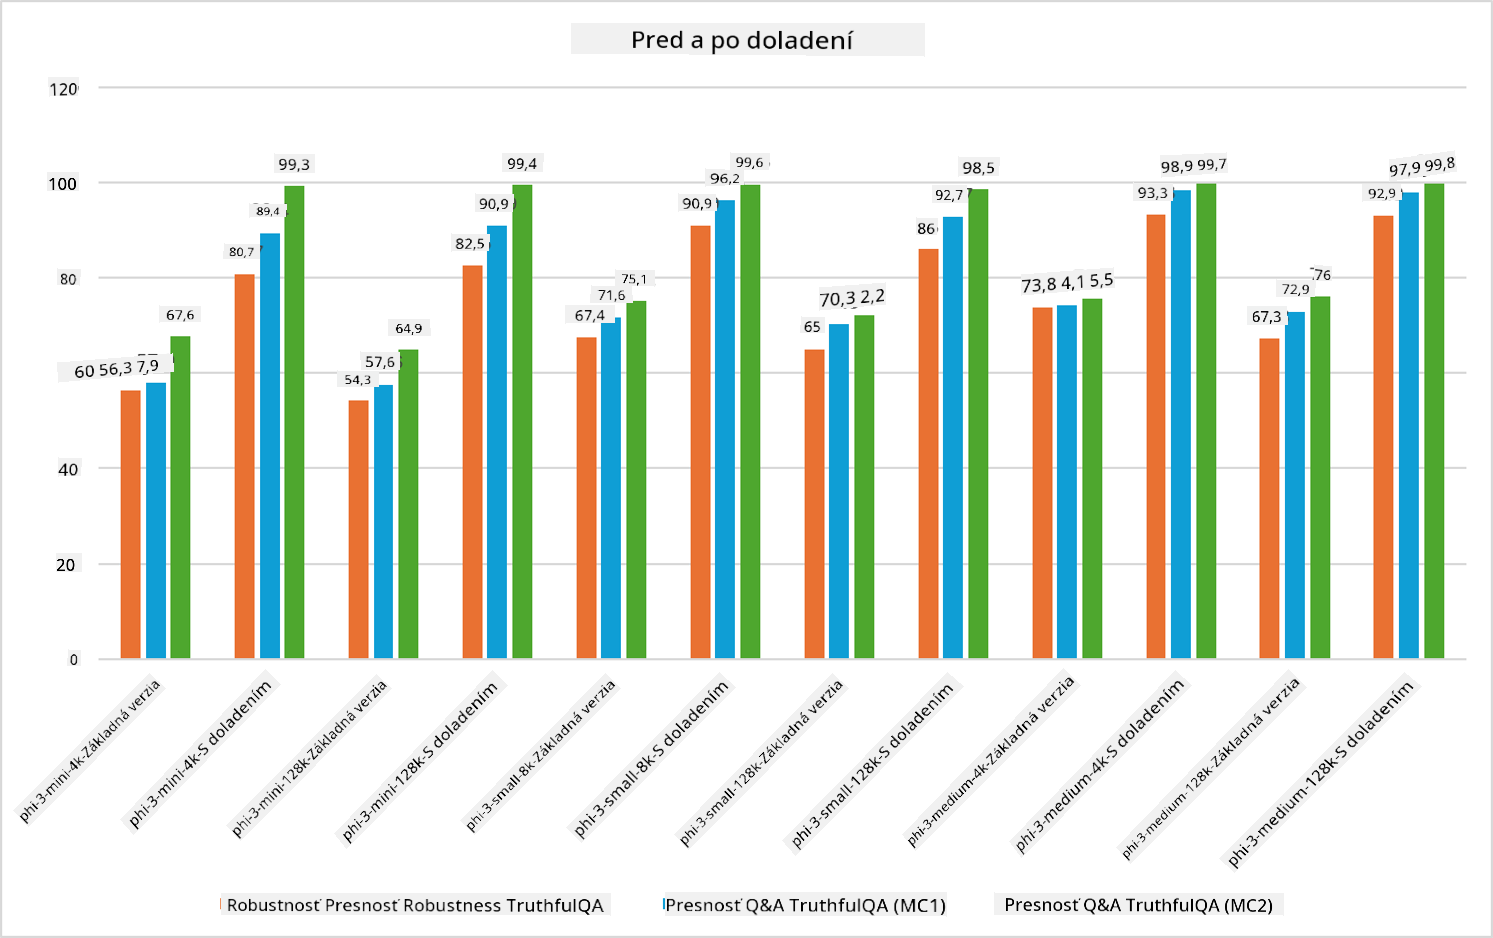 Pred a po doladení
120
100
80
60
40
20
0
56,3
7,9
67,6
80,7
89,4
99,3
54,3
57,6
64,9
82,5
90,9
99,4
67,4
71,6
75,1
90,9
96,2
99,6
65
70,3
2,2
86
92,7
98,5
73,8
4,1
5,5
93,3
98,9
99,7
67,3
72,9
76
92,9
97,9
99,8
phi-3-mini-4k-Základná verzia
phi-3-mini-4k-S doladením
phi-3-mini-128k-Základná verzia
phi-3-mini-128k-S doladením
phi-3-small-8k-Základná verzia
phi-3-small-8k-S doladením
phi-3-small-128k-Základná verzia
phi-3-small-128k-S doladením
phi-3-medium-4k-Základná verzia
phi-3-medium-4k-S doladením
phi-3-medium-128k-Základná verzia
phi-3-medium-128k-S doladením
Robustnosť Presnosť Robustness TruthfulQA
Presnosť Q&A TruthfulQA (MC1)
Presnosť Q&A TruthfulQA (MC2)